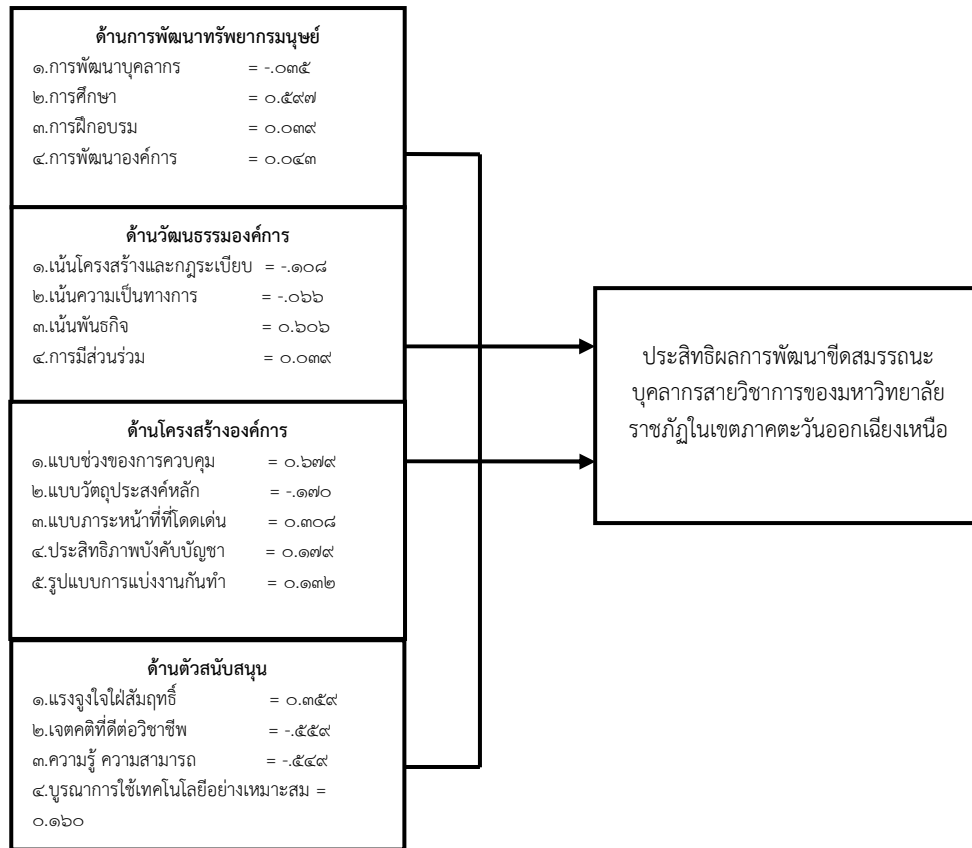 ด้านการพัฒนาทรัพยากรมนุษย์
๑.การพัฒนาบุคลากร = -.๐๓๕
๒.การศึกษา = ๐.๕๙๗
๓.การฝึกอบรม = ๐.๐๓๙
๔.การพัฒนาองค์การ = ๐.๐๔๓
ด้านวัฒนธรรมองค์การ
๑.เน้นโครงสร้างและกฎระเบียบ = -.๑๐๘
๒.เน้นความเป็นทางการ = -.๐๖๖
๓.เน้นพันธกิจ = ๐.๖๐๖
๔.การมีส่วนร่วม = ๐.๐๓๙
ด้านโครงสร้างองค์การ
๑.แบบช่วงของการควบคุม = ๐.๖๗๙
๒.แบบวัตถุประสงค์หลัก = -.๑๗๐
๓.แบบภาระหน้าที่ที่โดดเด่น = ๐.๓๐๘
๔.ประสิทธิภาพบังคับบัญชา = ๐.๑๗๙
๕.รูปแบบการแบ่งงานกันทำ = ๐.๑๓๒
ด้านตัวสนับสนุน
๑.แรงจูงใจใฝ่สัมฤทธิ์ = ๐.๓๕๙
๒.เจตคติที่ดีต่อวิชาชีพ = -.๕๕๙
๓.ความรู้ ความสามารถ = -.๕๔๙
๔.บูรณาการใช้เทคโนโลยีอย่างเหมาะสม =
๐.๑๖๐
ประสิทธิผลการพัฒนาขีดสมรรถนะ
บุคลากรสายวิชาการของมหาวิทยาลัย
ราชภัฏในเขตภาคตะวันออกเฉียงเหนือ